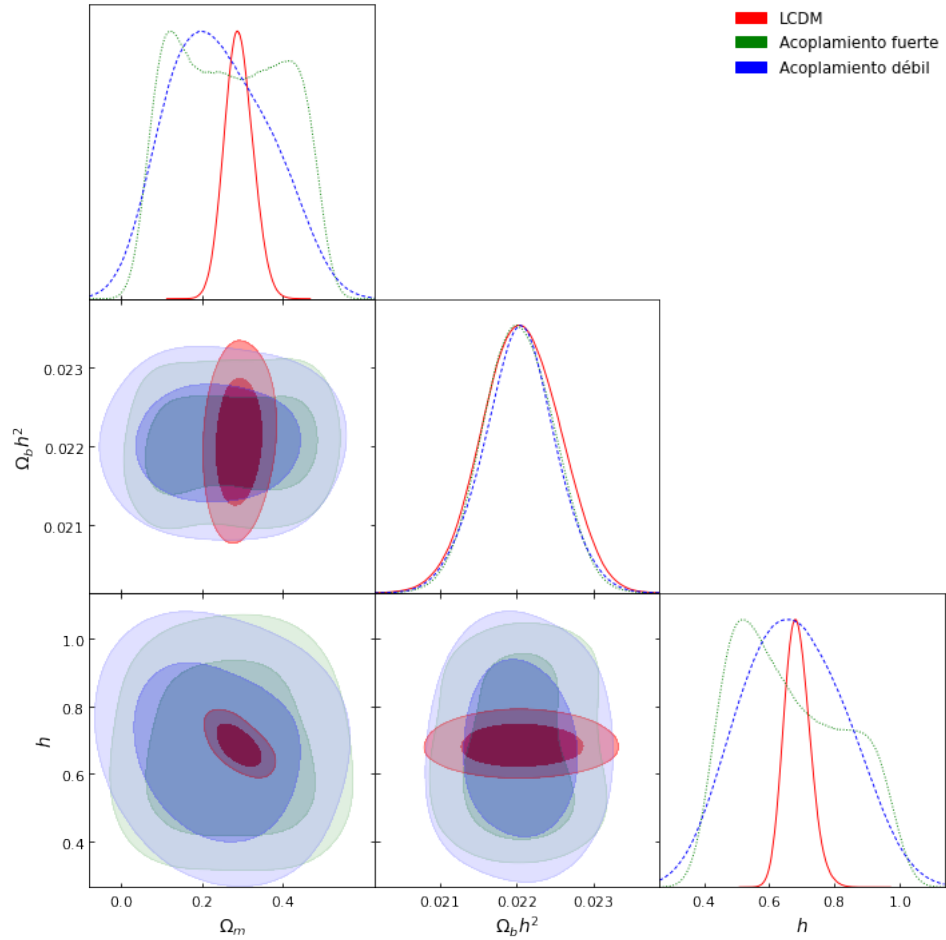 LCDM
Acoplamiento fuerte
Acoplamiento débil
0.023
0.022
0.021
Ω_b h²
1.0
0.8
0.6
0.4
h
0.0 0.2 0.4
Ω_m
0.021 0.022 0.023
Ω_b h²
0.4 0.6 0.8 1.0
h